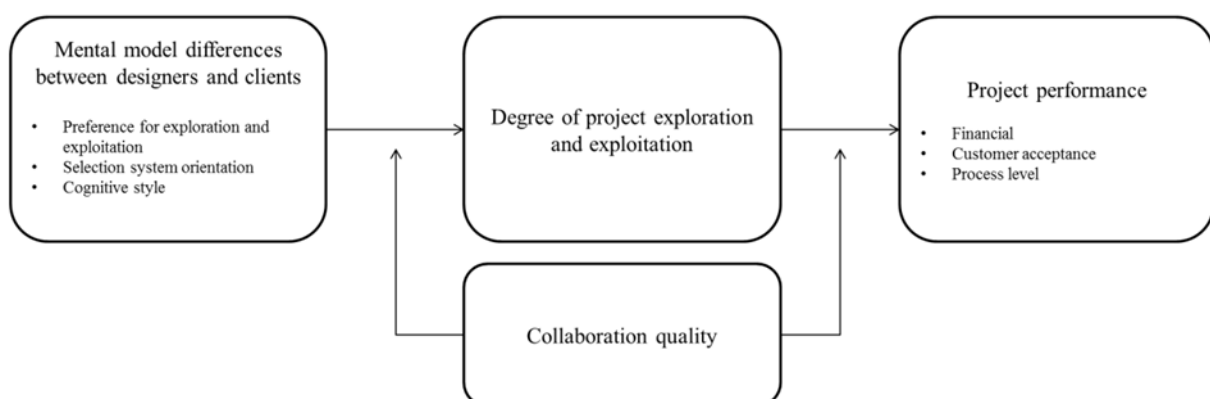 Mental model differences
between designers and clients
• Preference for exploration and
exploitation
• Selection system orientation
• Cognitive style
Degree of project exploration
and exploitation
Project performance
• Financial
• Customer acceptance
• Process level
Collaboration quality